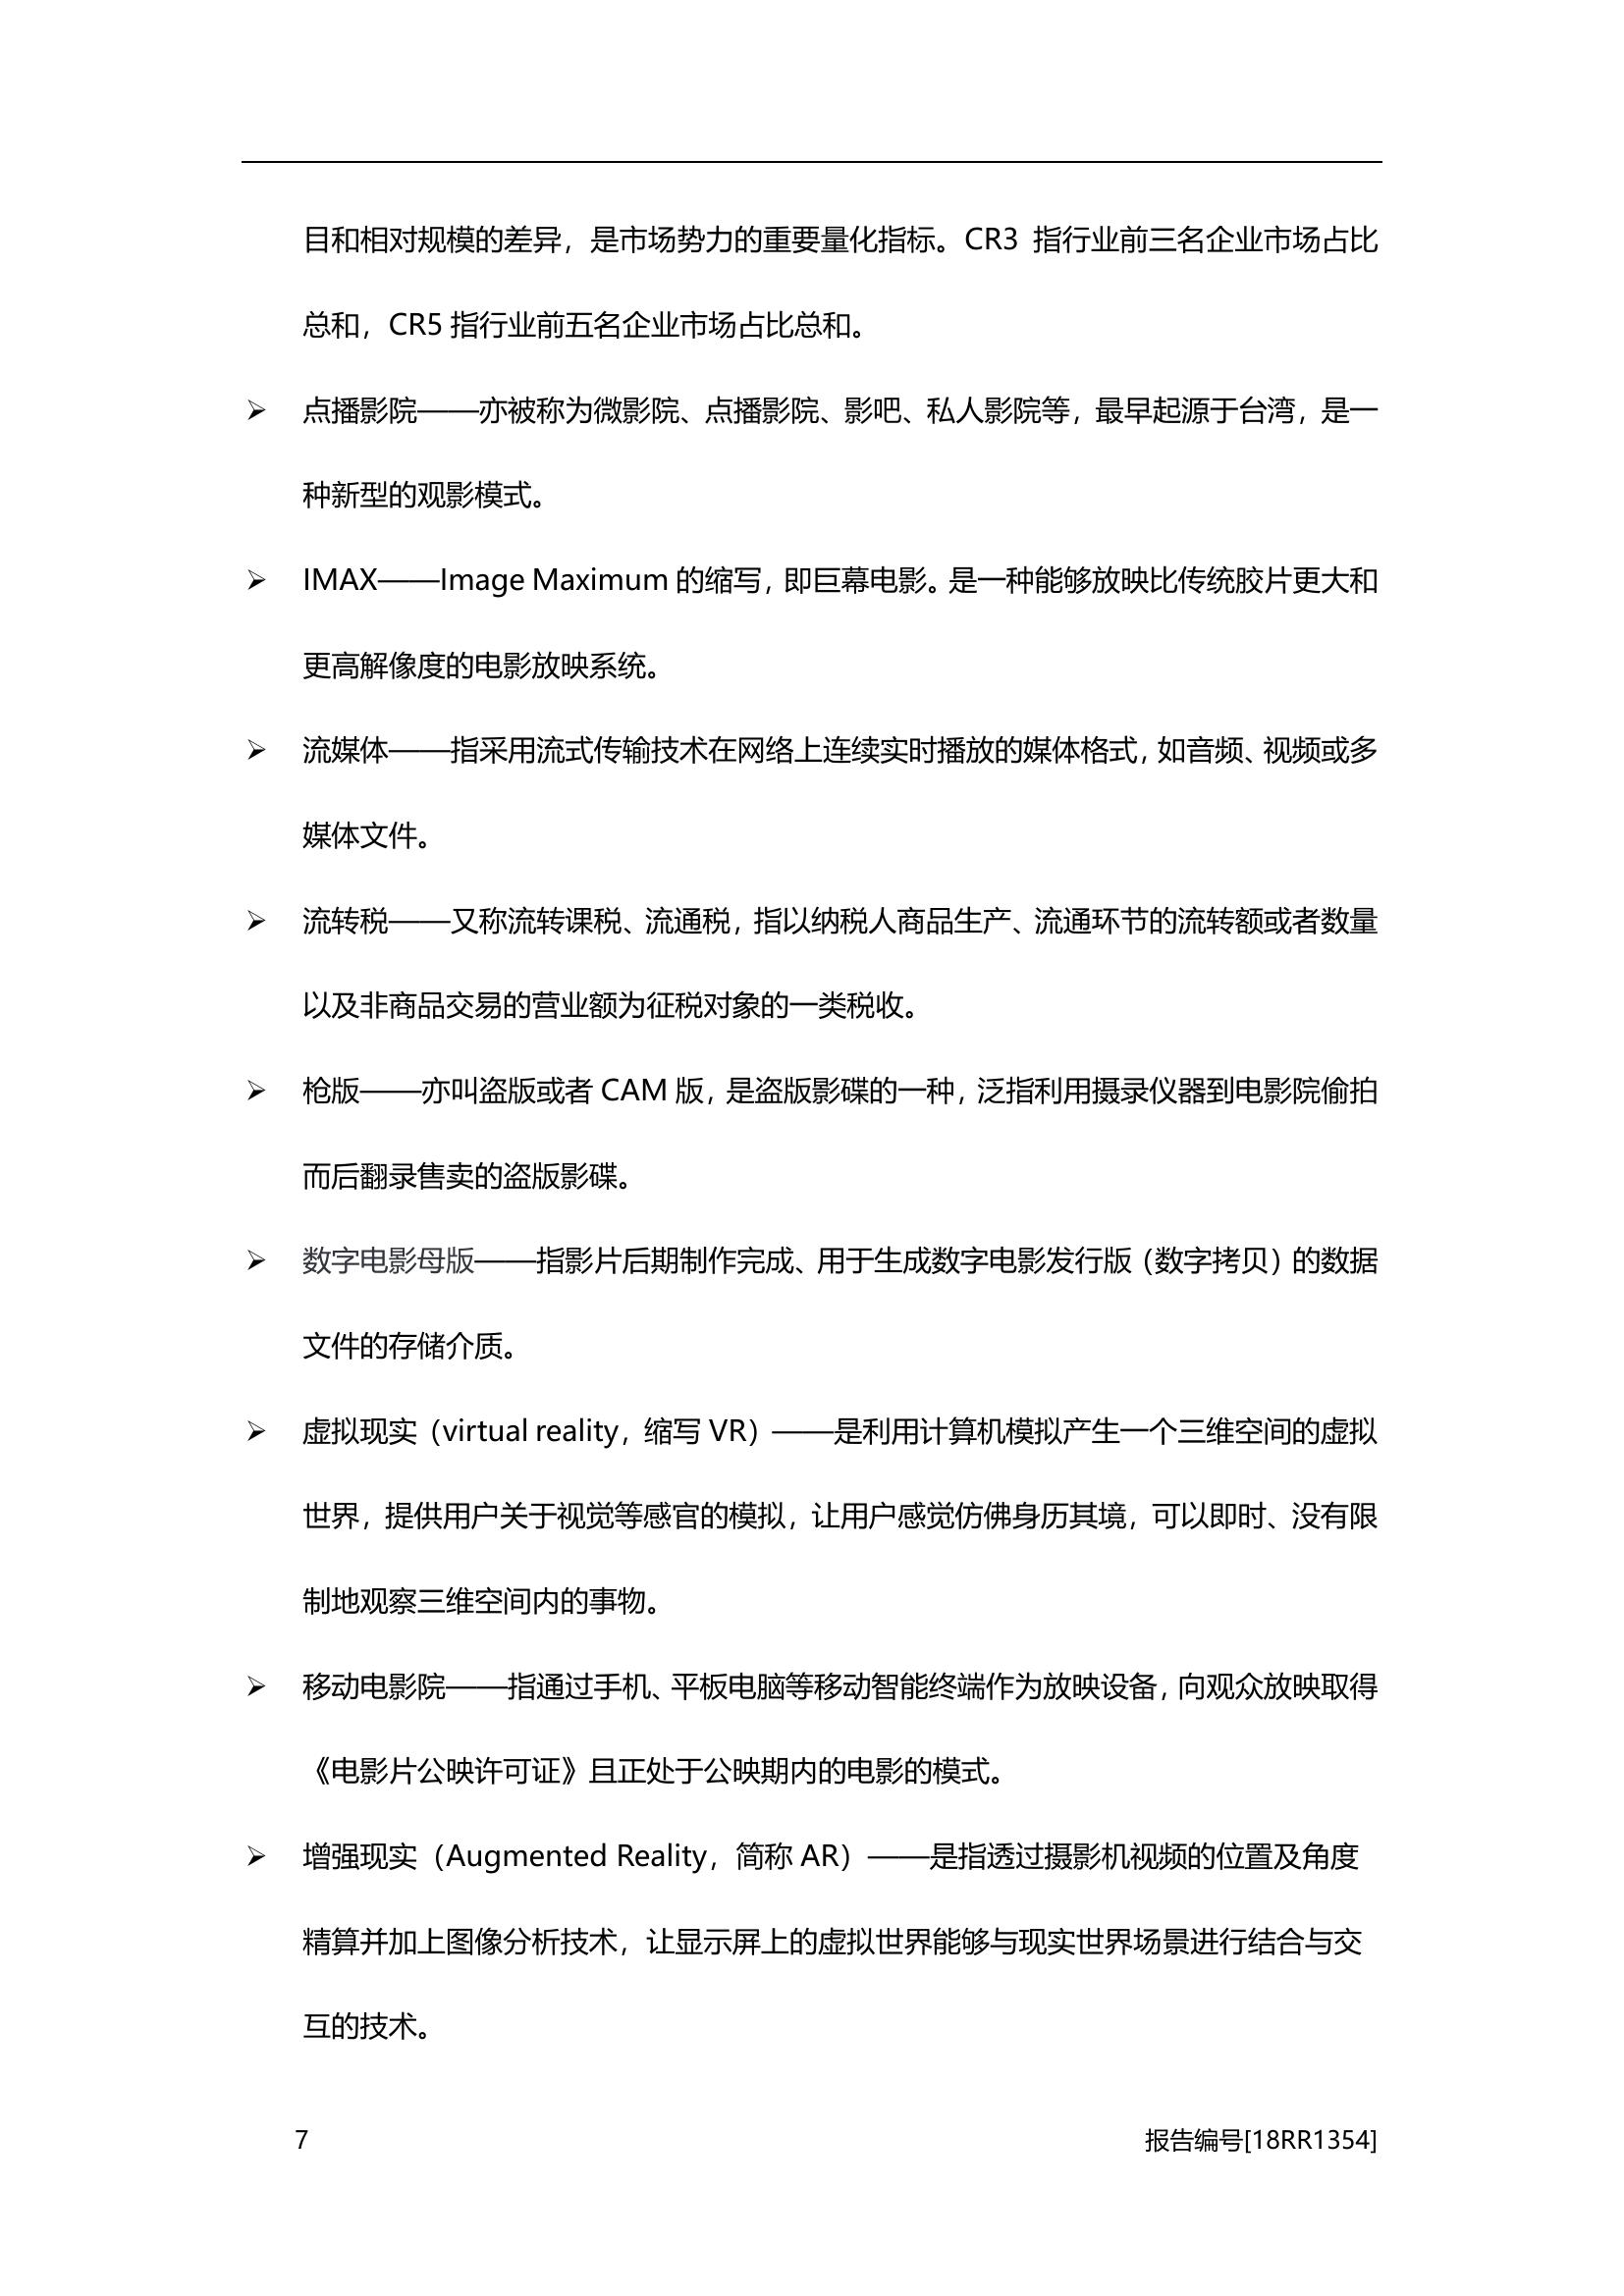 目和相对规模的差异，是市场势力的重要量化指标。CR3 指行业前三名企业市场占比
总和，CR5 指行业前五名企业市场占比总和。
➢ 点播影院——亦被称为微影院、点播影院、影吧、私人影院等，最早起源于台湾，是一
种新型的观影模式。
➢ IMAX——Image Maximum 的缩写，即巨幕电影。是一种能够放映比传统胶片更大和
更高解像度的电影放映系统。
➢ 流媒体——指采用流式传输技术在网络上连续实时播放的媒体格式，如音频、视频或多
媒体文件。
➢ 流转税——又称流转课税、流通税，指以纳税人商品生产、流通环节的流转额或者数量
以及非商品交易的营业额为征税对象的一类税收。
➢ 枪版——亦叫盗版或者 CAM 版，是盗版影碟的一种，泛指利用摄录仪器到电影院偷拍
而后翻录售卖的盗版影碟。
➢ 数字电影母版——指影片后期制作完成、用于生成数字电影发行版（数字拷贝）的数据
文件的存储介质。
➢ 虚拟现实（virtual reality，缩写 VR）——是利用计算机模拟产生一个三维空间的虚拟
世界，提供用户关于视觉等感官的模拟，让用户感觉仿佛身历其境，可以即时、没有限
制地观察三维空间内的事物。
➢ 移动电影院——指通过手机、平板电脑等移动智能终端作为放映设备，向观众放映取得
《电影片公映许可证》且正处于公映期内的电影的模式。
➢ 增强现实（Augmented Reality，简称 AR）——是指透过摄影机视频的位置及角度
精算并加上图像分析技术，让显示屏上的虚拟世界能够与现实世界场景进行结合与交
互的技术。
7 报告编号[18RR1354]